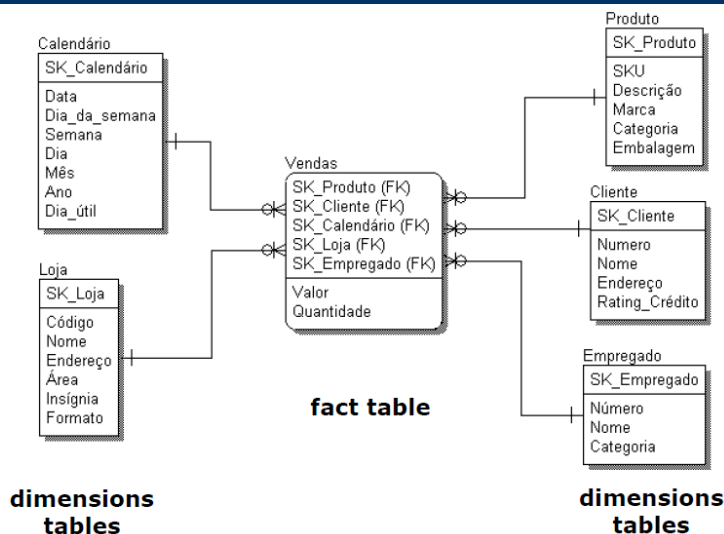 Calendário
SK_Calendário
Data
Dia_da_semana
Semana
Dia
Mês
Ano
Dia_útil
Loja
SK_Loja
Código
Nome
Endereço
Área
Insígnia
Formato
dimensions
tables
Vendas
SK_Produto (FK)
SK_Cliente (FK)
SK_Calendário (FK)
SK_Loja (FK)
SK_Empregado (FK)
Valor
Quantidade
fact table
Produto
SK_Produto
SKU
Descrição
Marca
Categoria
Embalagem
Cliente
SK_Cliente
Numero
Nome
Endereço
Rating_Crédito
Empregado
SK_Empregado
Número
Nome
Categoria
dimensions
tables